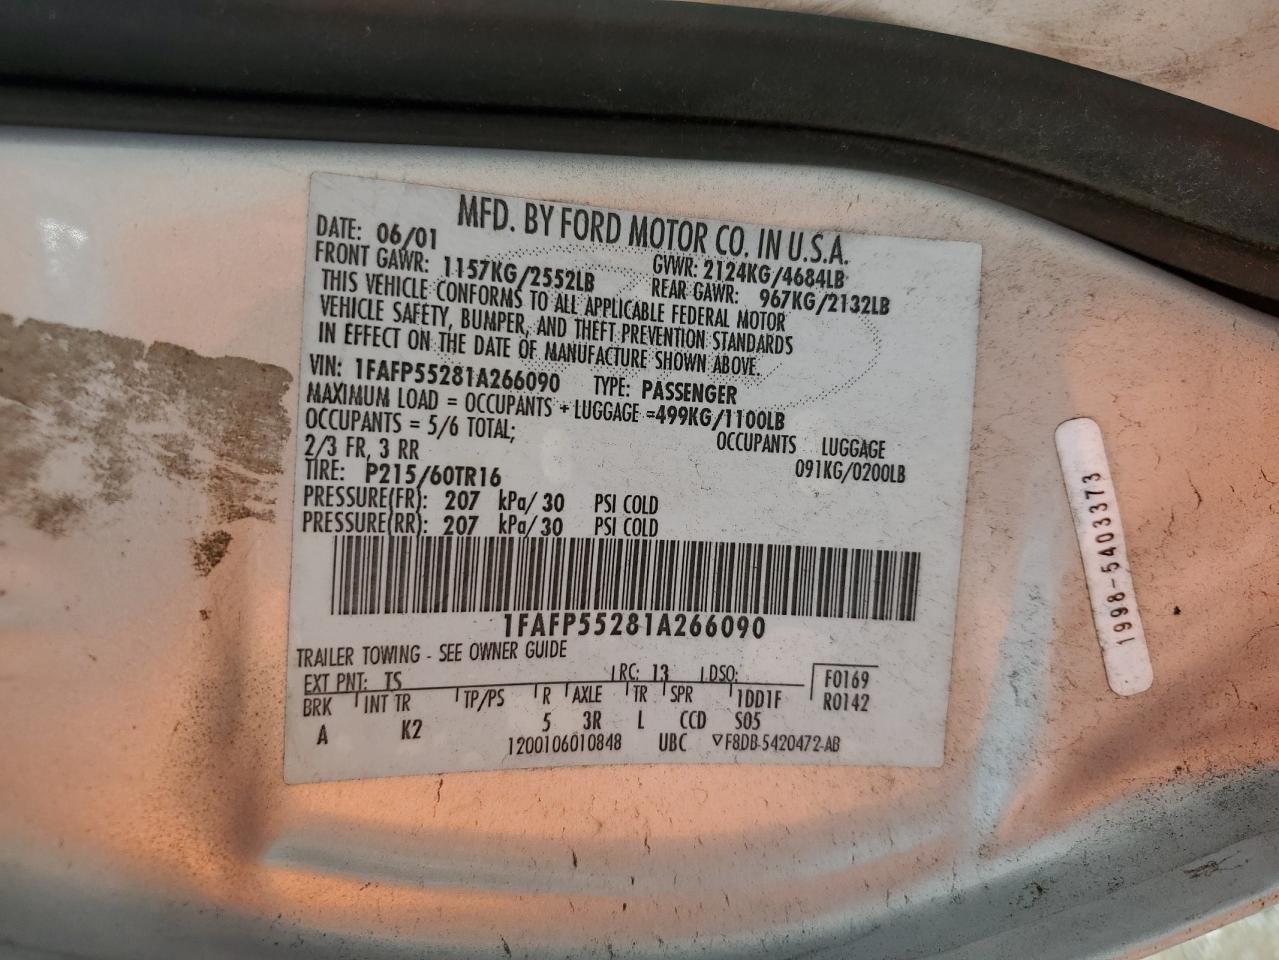 MFD. BY FORD MOTOR CO. IN U.S.A.
DATE: 06/01 GVWR: 2124KG/4684LB
FRONT GAWR: 1157KG/2552LB REAR GAWR: 967KG/2132LB
THIS VEHICLE CONFORMS TO ALL APPLICABLE FEDERAL MOTOR
VEHICLE SAFETY, BUMPER, AND THEFT PREVENTION STANDARDS
IN EFFECT ON THE DATE OF MANUFACTURE SHOWN ABOVE.
VIN: 1FAFP55281A266090 TYPE: PASSENGER
MAXIMUM LOAD = OCCUPANTS + LUGGAGE =499KG/1100LB
OCCUPANTS = 5/6 TOTAL; OCCUPANTS LUGGAGE
2/3 FR, 3 RR 091KG/0200LB
TIRE: P215/60TR16
PRESSURE(FR): 207 kPa/ 30 PSI COLD
PRESSURE(RR): 207 kPa/ 30 PSI COLD
1FAFP55281A266090
TRAILER TOWING - SEE OWNER GUIDE
EXT PNT: TS RC: 13 DSO: F0169
BRK INT TR TP/PS R AXLE TR SPR 1DD1F R0142
A K2 5 3R L CCD S05
1200106010848 UBC ▽F8DB-5420472-AB
1998-5403373